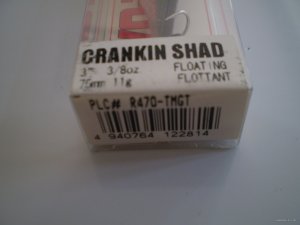 CRANKIN SHAD
3" 3/8oz FLOATING
75mm 11g FLOTTANT
PLC# R470-TMGT
4 940764 122814